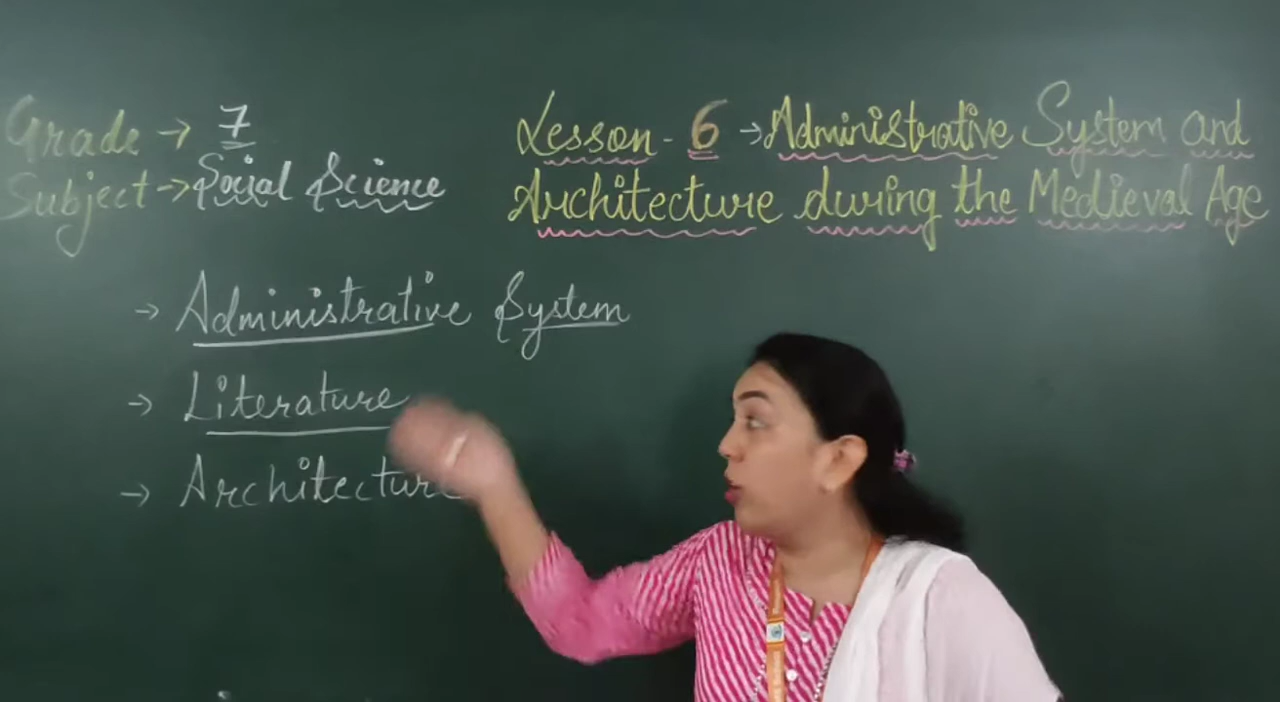 Grade → 7
Subject → Social Science
Lesson - 6 → Administrative System and
Architecture during the Medieval Age
→ Administrative System
→ Literature
→ Architecture